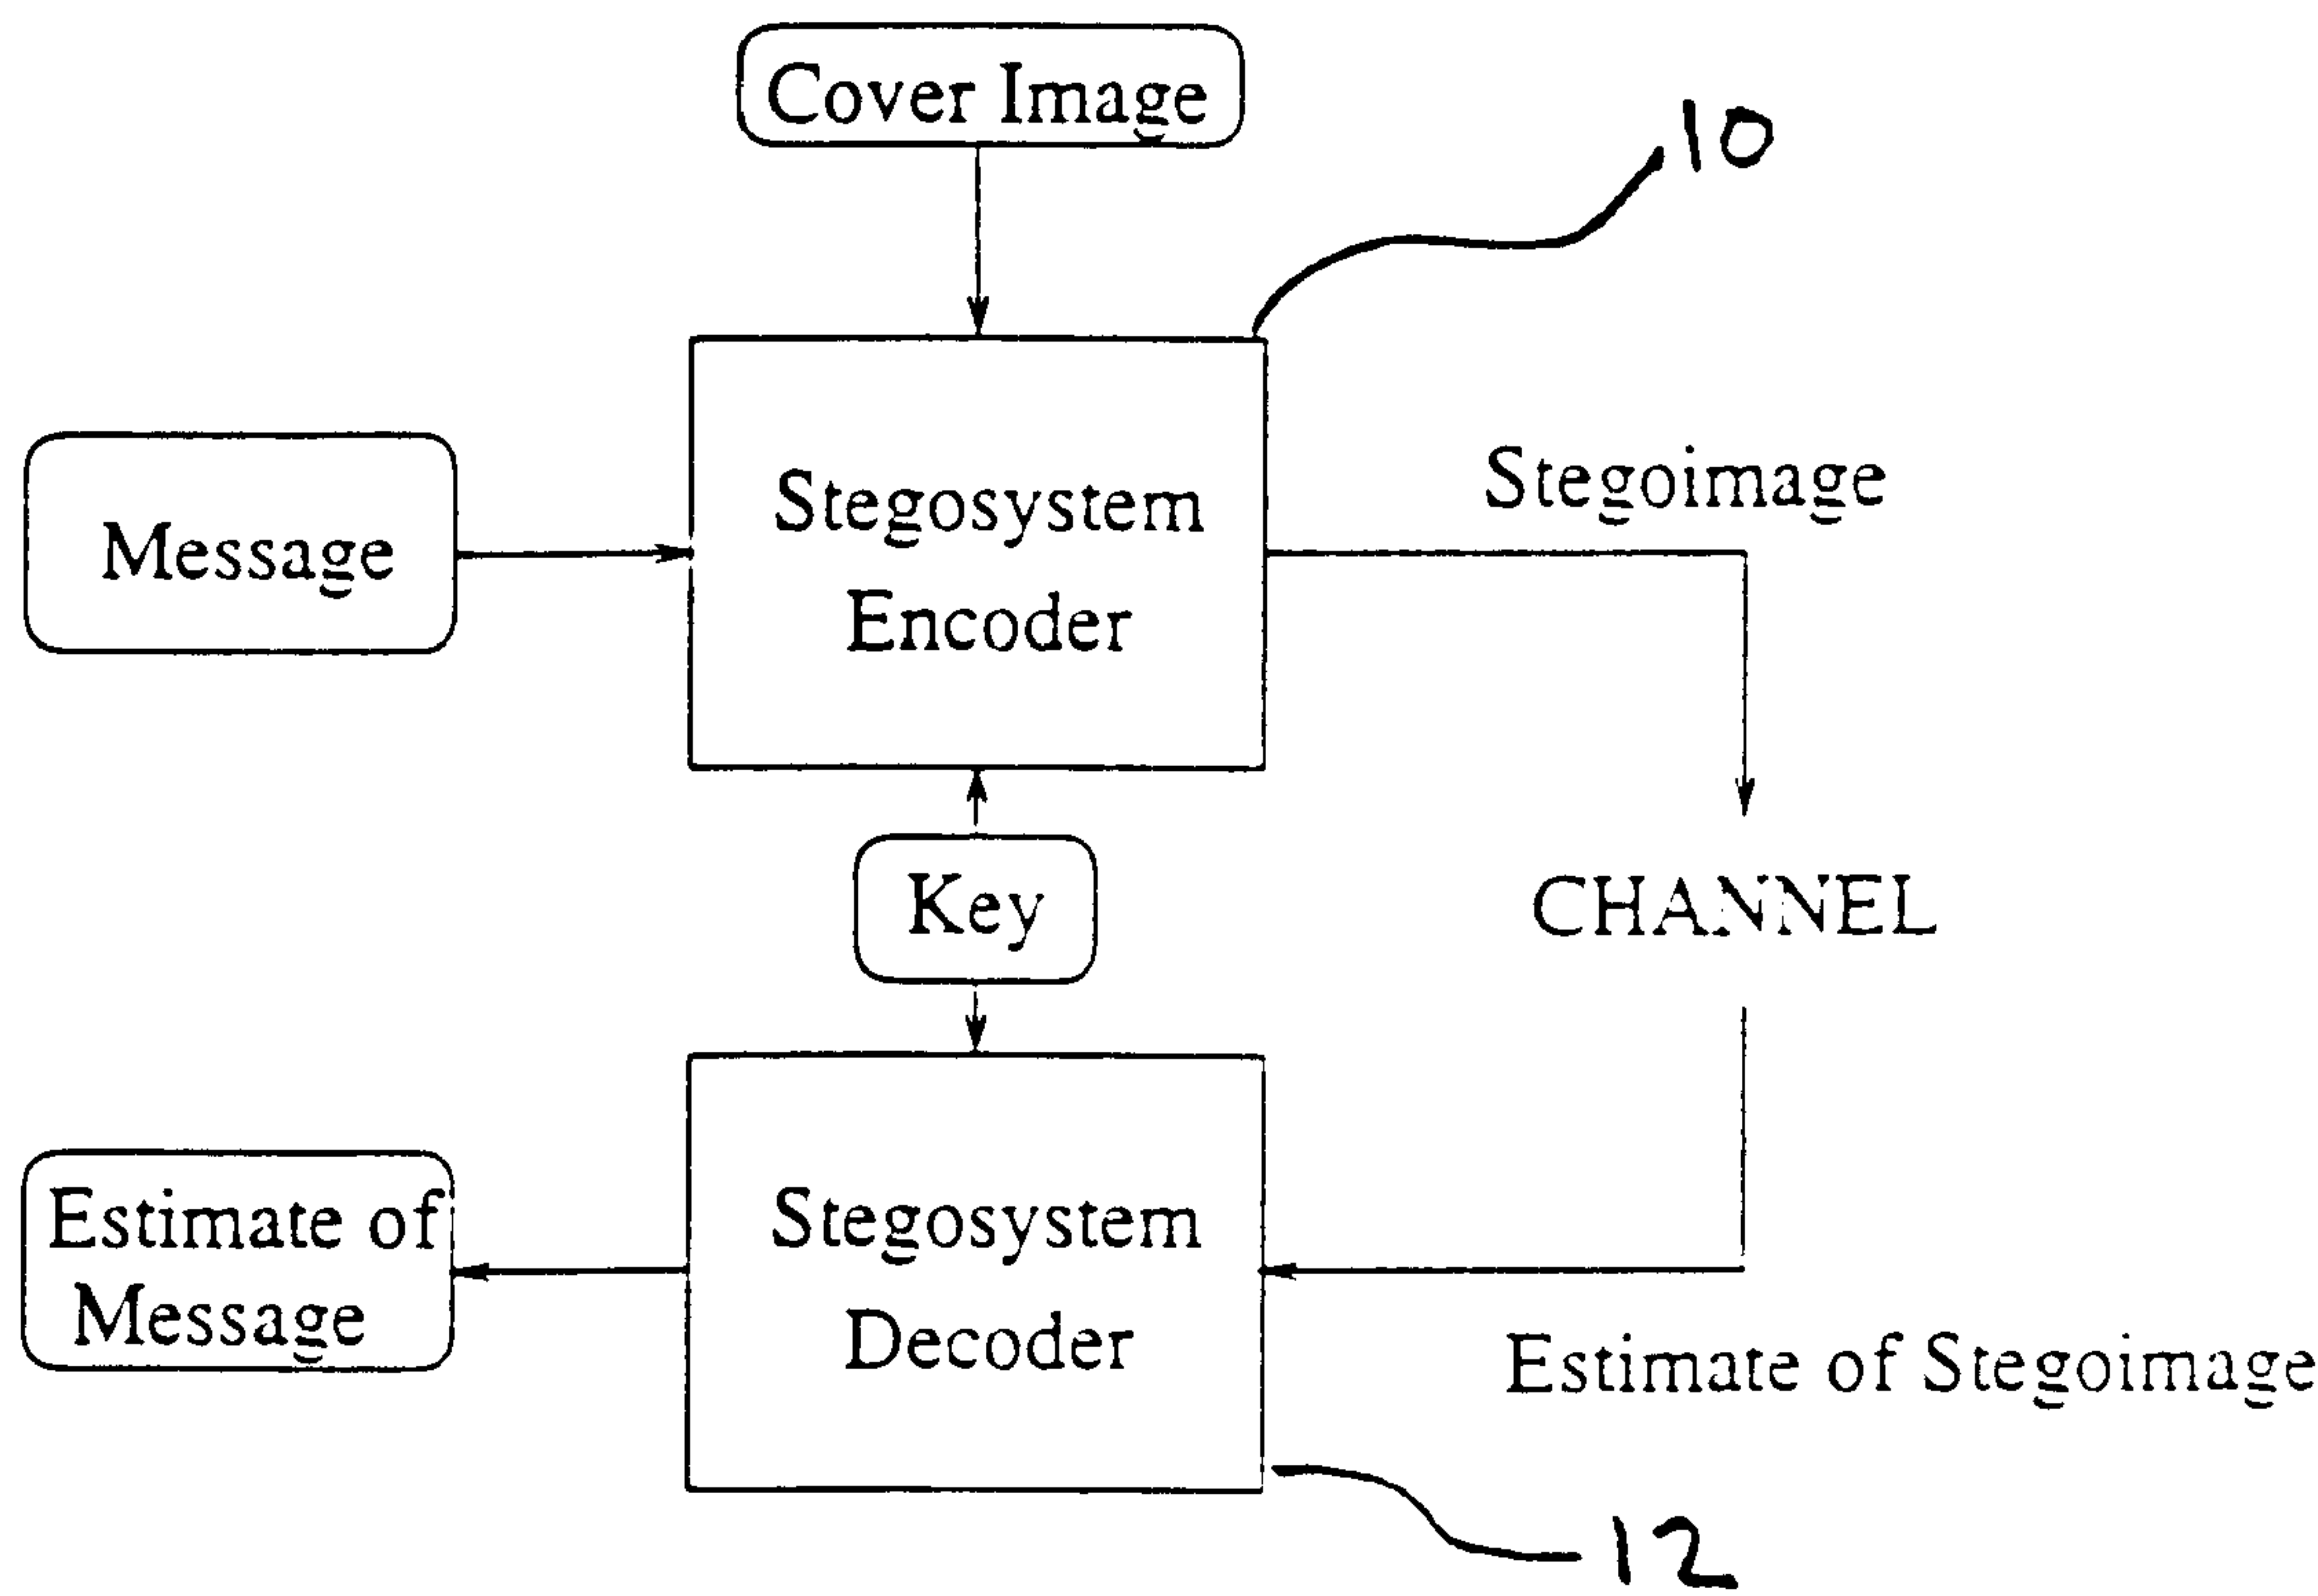 Cover Image
10
Message
Stegosystem
Encoder
Stegoimage
Key
CHANNEL
Estimate of
Message
Stegosystem
Decoder
Estimate of Stegoimage
12